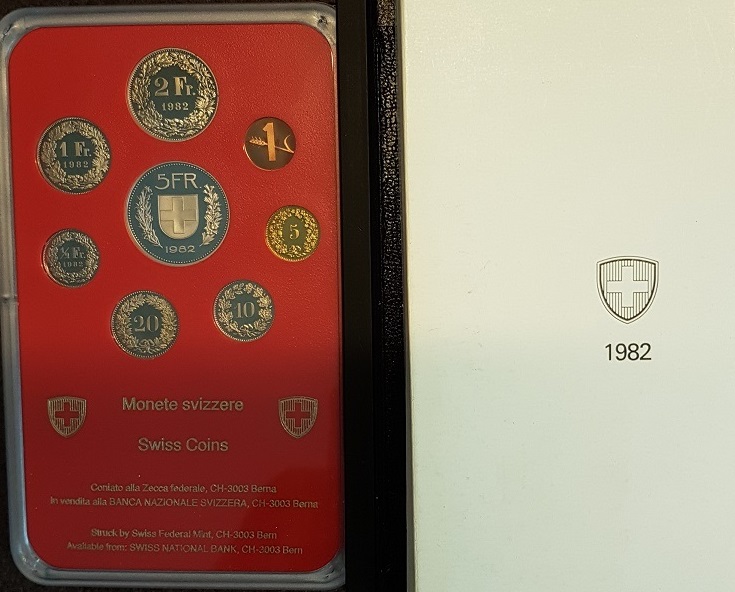 2 Fr.
1982
1 Fr.
1982
1
5FR
1982
5
½ Fr.
1982
20
10
Monete svizzere
Swiss Coins
Coniato alla Zecca federale, CH-3003 Berna
In vendita alla BANCA NAZIONALE SVIZZERA, CH-3003 Berna
Struck by Swiss Federal Mint, CH-3003 Bern
Available from: SWISS NATIONAL BANK, CH-3003 Bern
1982